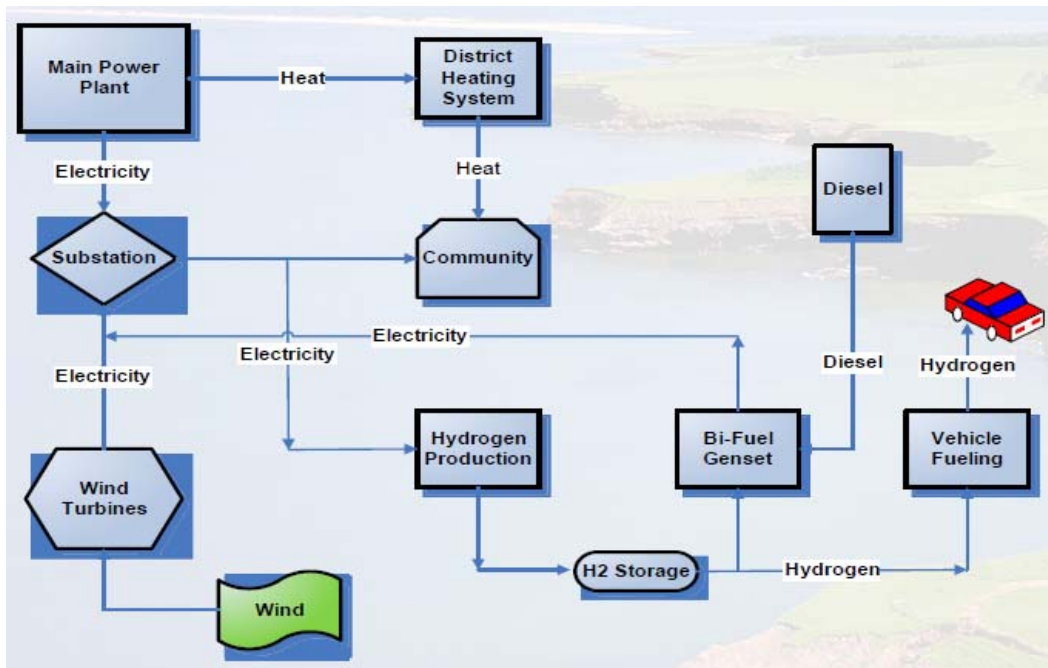 Main Power
Plant
Heat
District
Heating
System
Electricity
Heat
Diesel
Substation
Community
Electricity
Electricity
Diesel
Hydrogen
Electricity
Hydrogen
Production
Bi-Fuel
Genset
Vehicle
Fueling
Wind
Turbines
H2 Storage
Hydrogen
Wind